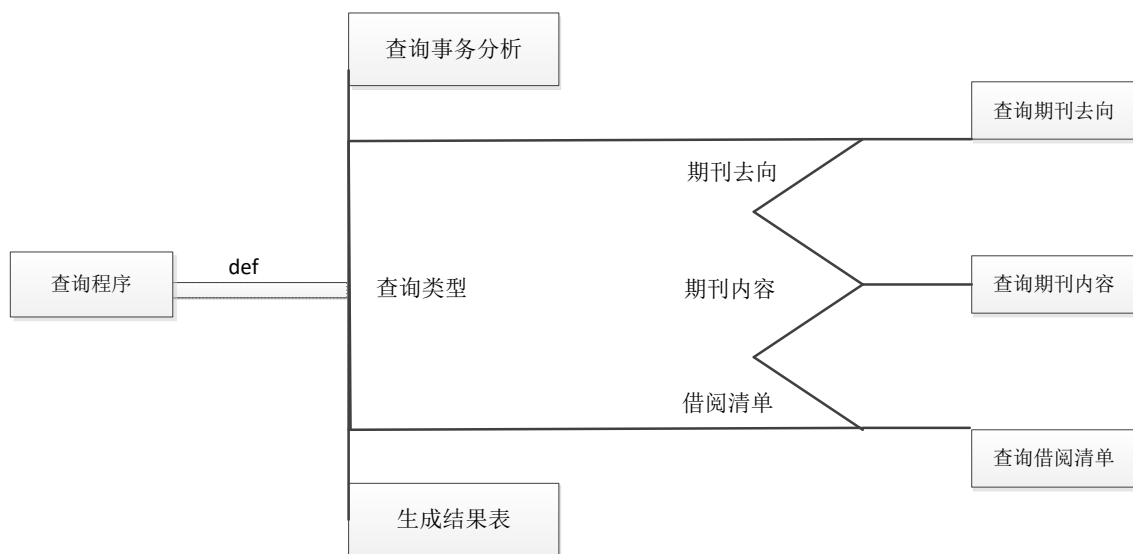 查询事务分析
查询期刊去向
期刊去向
def
查询程序
查询类型
期刊内容
查询期刊内容
借阅清单
查询借阅清单
生成结果表